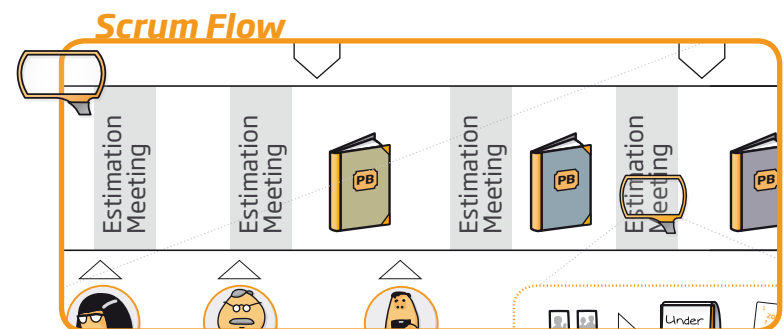 Scrum Flow
Estimation
Meeting
Estimation
Meeting
PB
Estimation
Meeting
PB
Estimation
Meeting
PB
Under